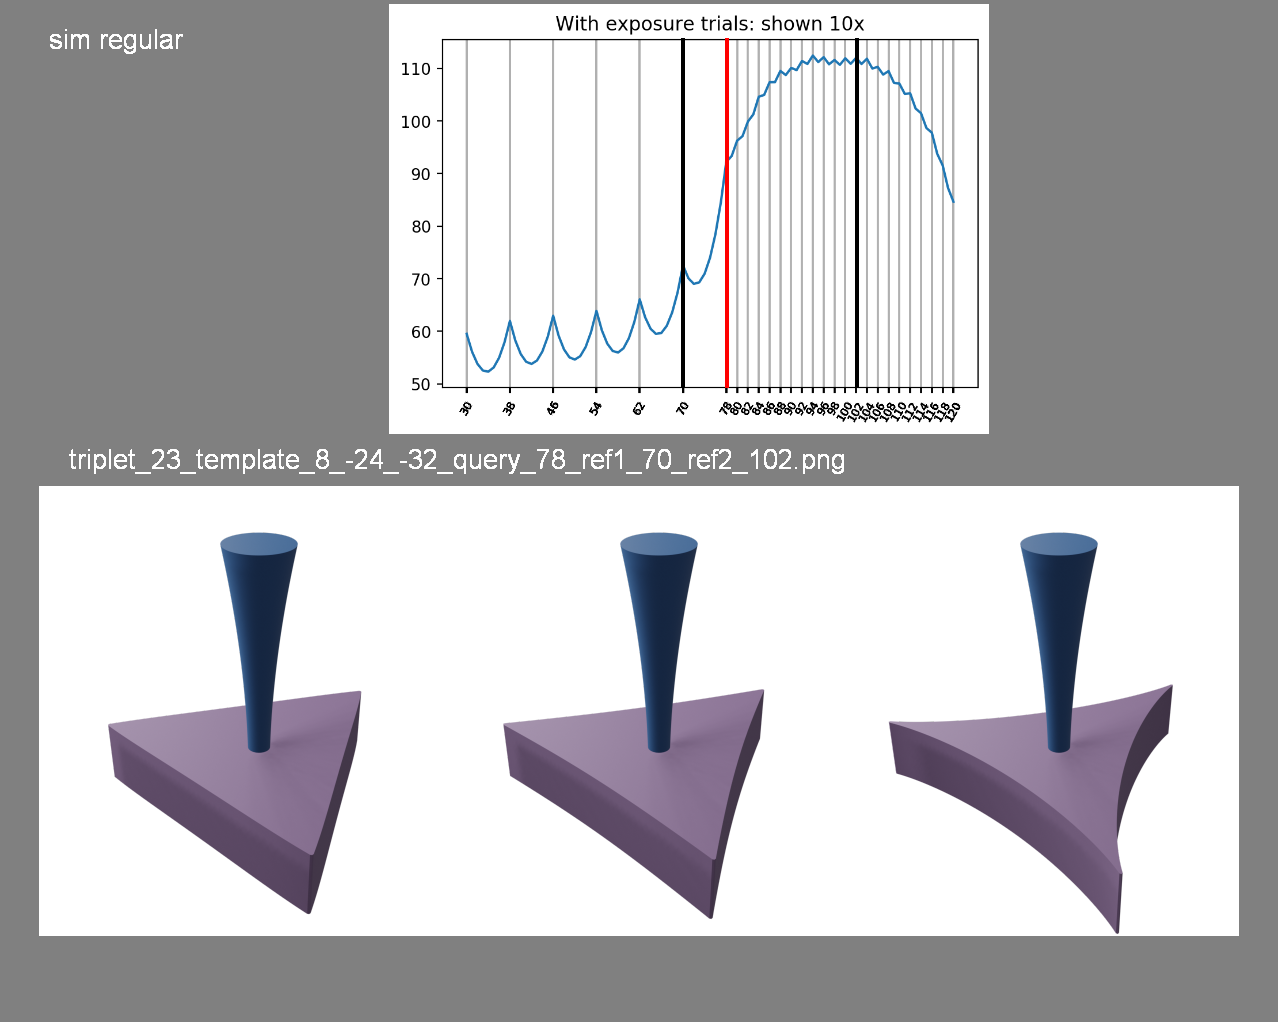 sim regular
With exposure trials: shown 10x
110
100
90
80
70
60
50
30 38 46 54 62 70 78 80 82 84 86 88 90 92 94 96 98 100 102 104 106 108 110 112 114 116 118 120
triplet_23_template_8_-24_-32_query_78_ref1_70_ref2_102.png